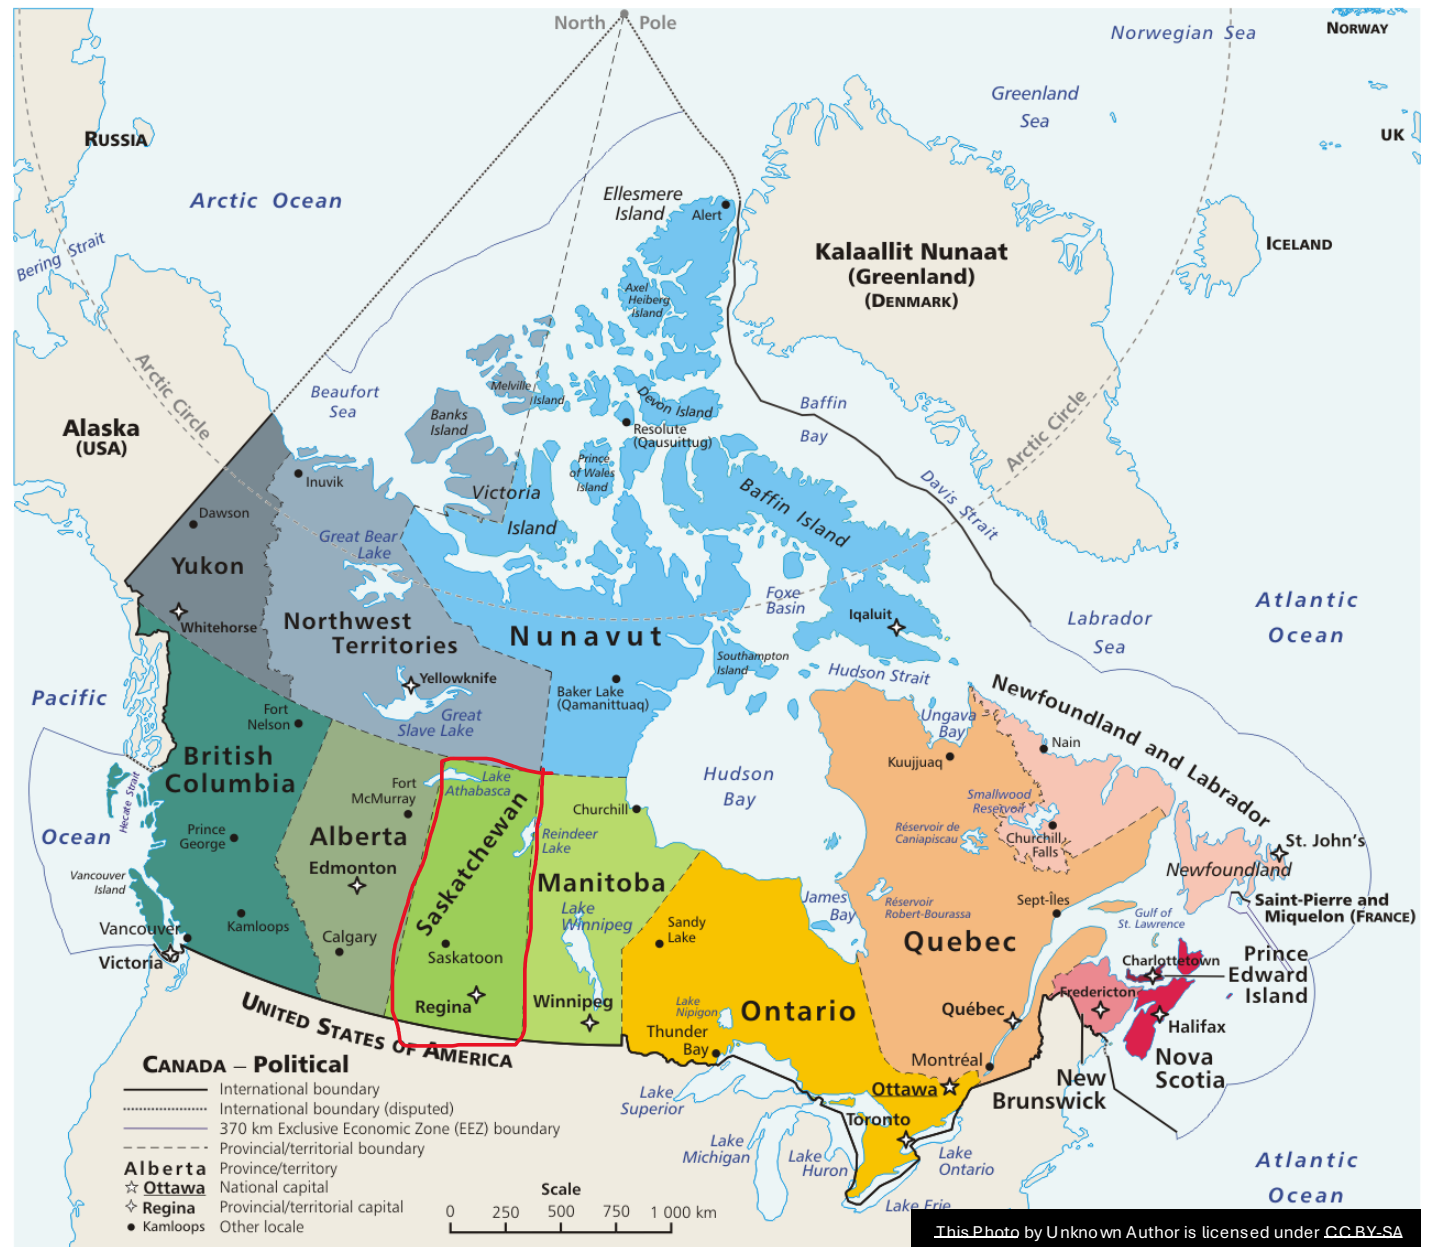 North Pole
Norwegian Sea
NORWAY
Greenland
Sea
RUSSIA
UK
Arctic Ocean
Ellesmere
Island
Alert
Bering Strait
Kalaallit Nunaat
(Greenland)
(DENMARK)
ICELAND
Axel
Heiberg
Island
Arctic Circle
Beaufort
Sea
Melville
Island
Banks
Island
Devon Island
Resolute
(Qausuittuq)
Baffin
Bay
Arctic Circle
Alaska
(USA)
Prince
of Wales
Island
Inuvik
Victoria
Island
Baffin Island
Davis Strait
Dawson
Great Bear
Lake
Yukon
Whitehorse
Northwest
Territories
Nunavut
Foxe
Basin
Iqaluit
Labrador
Sea
Atlantic
Ocean
Southampton
Island
Hudson Strait
Yellowknife
Great
Slave Lake
Baker Lake
(Qamanittuaq)
Pacific
Ocean
Fort
Nelson
British
Columbia
Hecate Strait
Ungava
Bay
Newfoundland and Labrador
Nain
Kuujjuaq
Hudson
Bay
Lake
Athabasca
Fort
McMurray
Churchill
Smallwood
Reservoir
Churchill
Falls
Réservoir de
Caniapiscau
Prince
George
Alberta
Edmonton
Saskatchewan
Reindeer
Lake
Manitoba
St. John's
Newfoundland
Vancouver
Island
Kamloops
Vancouver
Victoria
Calgary
Saskatoon
Regina
Lake
Winnipeg
Winnipeg
Sandy
Lake
James
Bay
Réservoir
Robert-Bourassa
Sept-Îles
Gulf of
St. Lawrence
Saint-Pierre and
Miquelon (FRANCE)
Quebec
Charlottetown
Prince
Edward
Island
Fredericton
Lake
Nipigon
Ontario
Thunder
Bay
Québec
Halifax
Nova
Scotia
Montréal
New
Brunswick
Ottawa
Toronto
UNITED STATES OF AMERICA
Lake
Superior
Lake
Michigan
Lake
Huron
Lake
Ontario
Lake Erie
Atlantic
Ocean
CANADA – Political
International boundary
International boundary (disputed)
370 km Exclusive Economic Zone (EEZ) boundary
Provincial/territorial boundary
Alberta Province/territory
Ottawa National capital
Regina Provincial/territorial capital
Kamloops Other locale
Scale
0 250 500 750 1 000 km
This Photo by Unknown Author is licensed under CC BY-SA